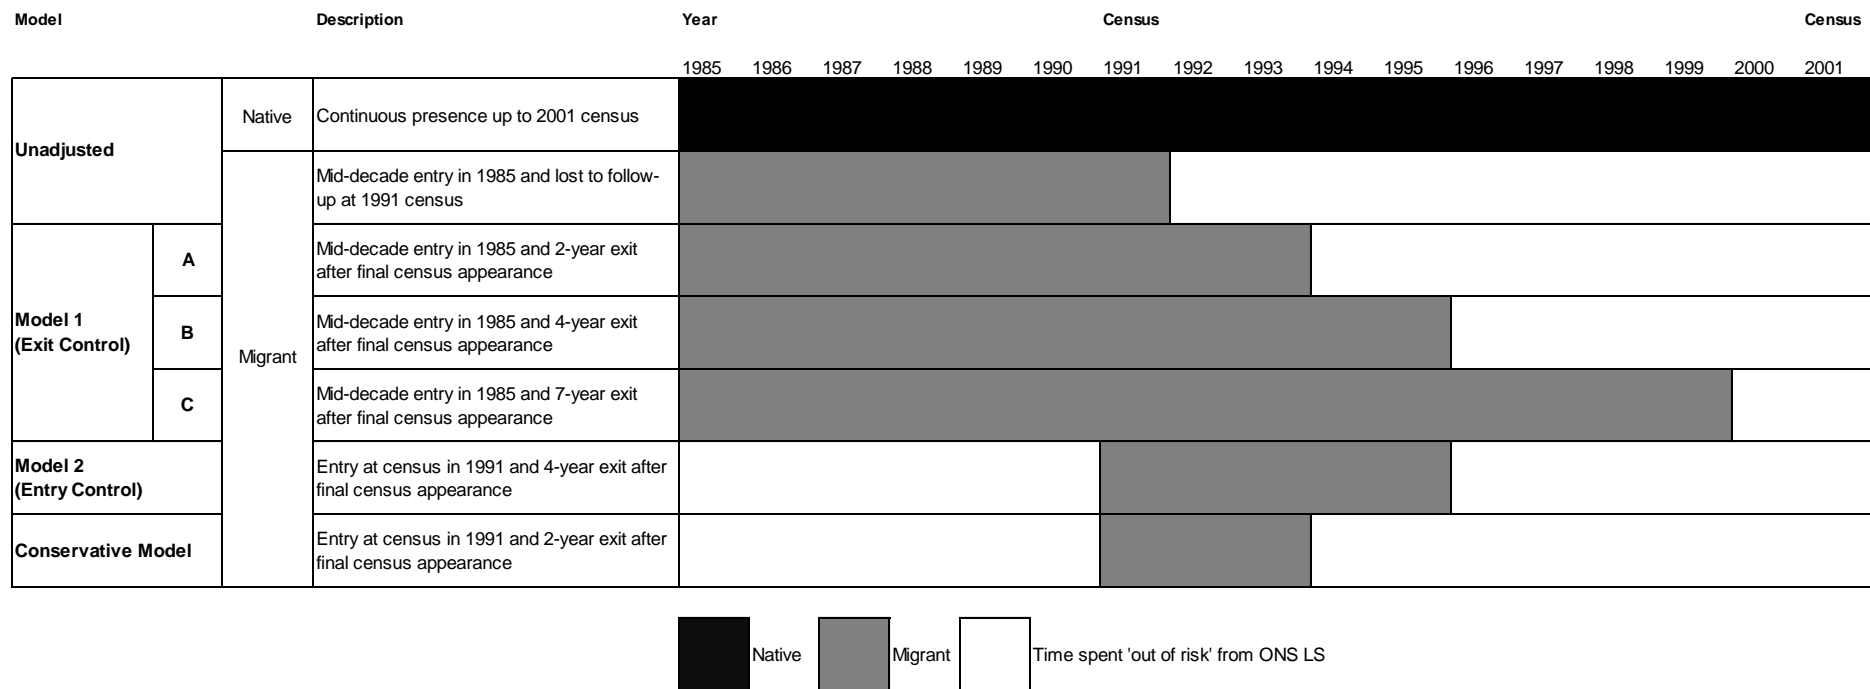 Model Description Year Census Census
1985 1986 1987 1988 1989 1990 1991 1992 1993 1994 1995 1996 1997 1998 1999 2000 2001
Unadjusted
Native
Continuous presence up to 2001 census
Migrant
Mid-decade entry in 1985 and lost to follow-
up at 1991 census
Model 1
(Exit Control)
A
Mid-decade entry in 1985 and 2-year exit
after final census appearance
B
Mid-decade entry in 1985 and 4-year exit
after final census appearance
C
Mid-decade entry in 1985 and 7-year exit
after final census appearance
Model 2
(Entry Control)
Entry at census in 1991 and 4-year exit after
final census appearance
Conservative Model
Entry at census in 1991 and 2-year exit after
final census appearance
Native Migrant Time spent 'out of risk' from ONS LS